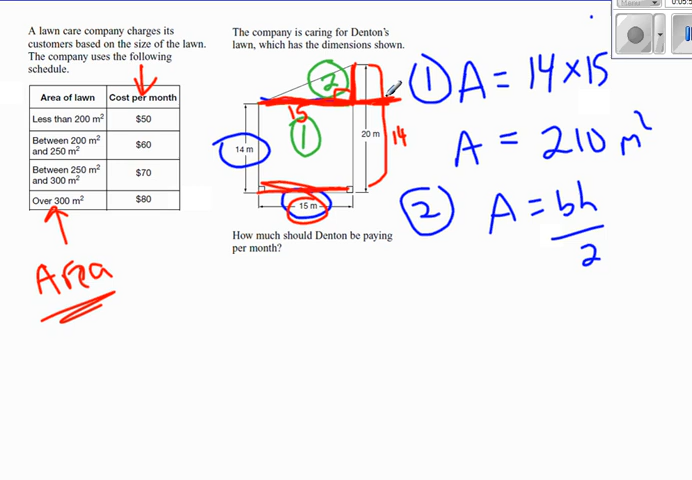 A lawn care company charges its
customers based on the size of the lawn.
The company uses the following
schedule.
Area of lawn Cost per month
Less than 200 m² $50
Between 200 m²
and 250 m² $60
Between 250 m²
and 300 m² $70
Over 300 m² $80
Area
The company is caring for Denton's
lawn, which has the dimensions shown.
2
15
1
14 m
20 m
14
15 m
How much should Denton be paying
per month?
1 A = 14 × 15
A = 210 m²
2 A = bh
2